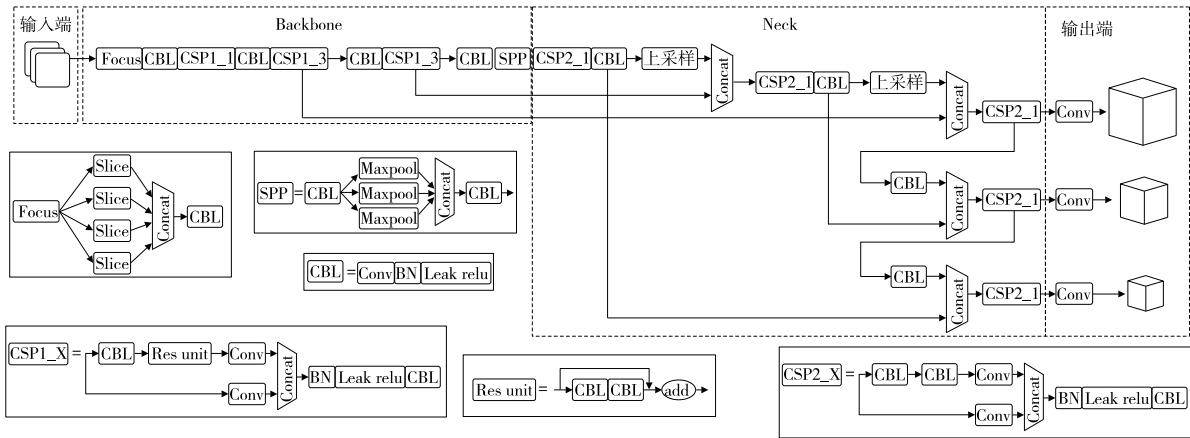 输入端
Backbone
Neck
输出端
Focus CBL CSP1_1 CBL CSP1_3 CBL CSP1_3 CBL SPP CSP2_1 CBL 上采样 Concat
CSP2_1 CBL 上采样 Concat
CSP2_1 Conv
CBL Concat CSP2_1 Conv
CBL Concat CSP2_1 Conv
Focus
Slice
Slice
Slice
Slice
Concat
CBL
SPP = CBL
Maxpool
Maxpool
Maxpool
Concat
CBL
CBL = Conv BN Leak relu
CSP1_X = CBL Res unit Conv
Conv
Concat
BN Leak relu CBL
Res unit = CBL CBL add
CSP2_X = CBL CBL Conv
Conv
Concat
BN Leak relu CBL